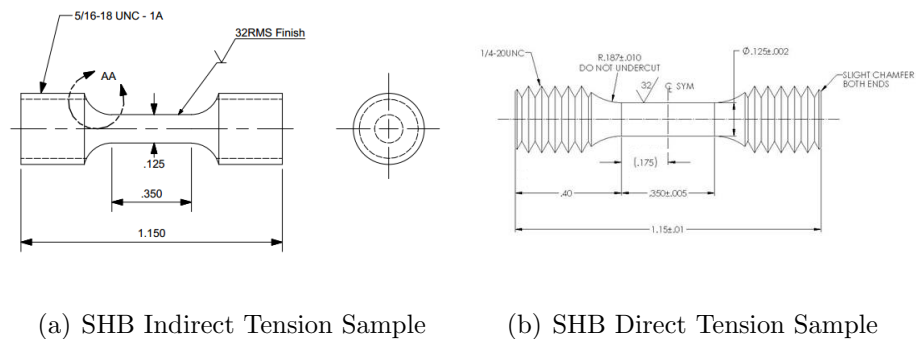 5/16-18 UNC - 1A
32RMS Finish
AA
.125
.350
1.150
1/4-20UNC
R.187±.010
DO NOT UNDERCUT
32
℄ SYM
Ø.125±.002
SLIGHT CHAMFER
BOTH ENDS
(.175)
.40
.350±.005
1.15±.01
(a) SHB Indirect Tension Sample
(b) SHB Direct Tension Sample